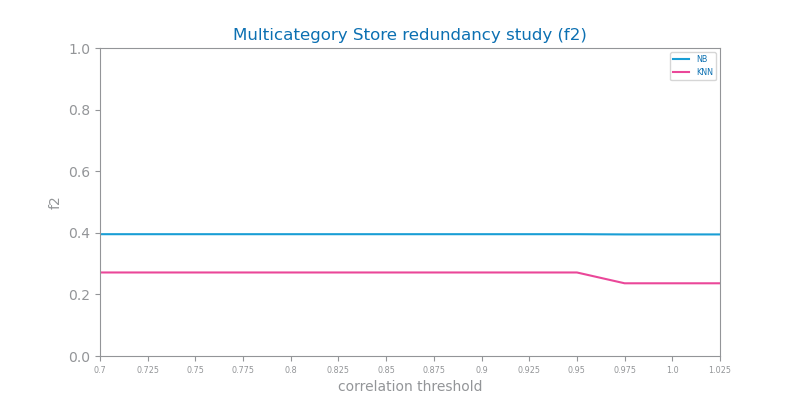 Multicategory Store redundancy study (f2)
NB
KNN
1.0
0.8
0.6
0.4
0.2
0.0
f2
0.7 0.725 0.75 0.775 0.8 0.825 0.85 0.875 0.9 0.925 0.95 0.975 1.0 1.025
correlation threshold